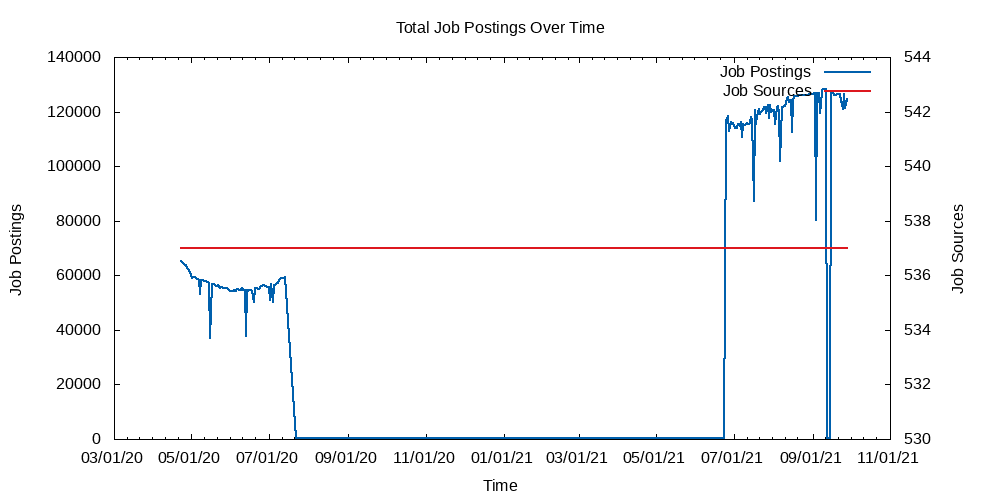 Total Job Postings Over Time
140000 544
Job Postings
Job Sources
120000 542
100000 540
80000 538
Job Postings
Job Sources
60000 536
40000 534
20000 532
0 530
03/01/20 05/01/20 07/01/20 09/01/20 11/01/20 01/01/21 03/01/21 05/01/21 07/01/21 09/01/21 11/01/21
Time